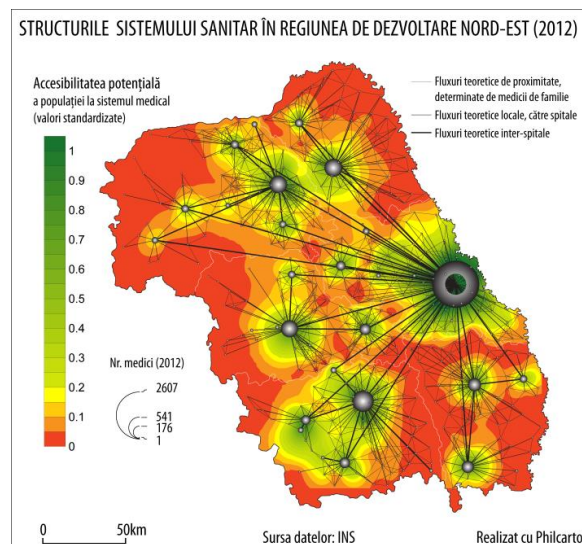 STRUCTURILE SISTEMULUI SANITAR ÎN REGIUNEA DE DEZVOLTARE NORD-EST (2012)
Accesibilitatea potențială
a populației la sistemul medical
(valori standardizate)
1
0.9
0.8
0.7
0.6
0.5
0.4
0.3
0.2
0.1
0
Fluxuri teoretice de proximitate,
determinate de medicii de familie
Fluxuri teoretice locale, către spitale
Fluxuri teoretice inter-spitale
Nr. medici (2012)
2607
541
176
1
0 50km
Sursa datelor: INS
Realizat cu Philcarto